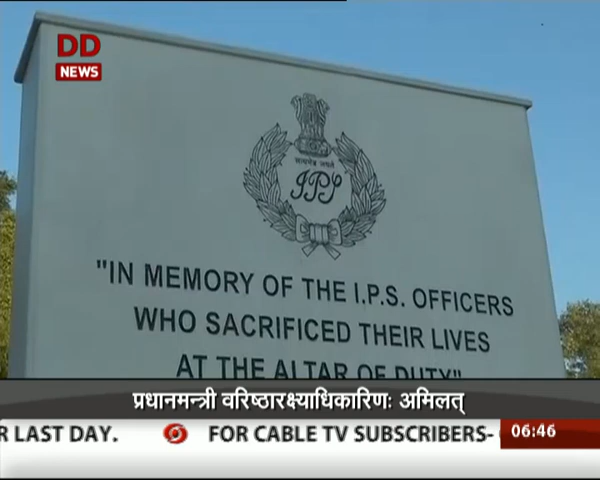 DD
NEWS
सत्यमेव जयते
IPS
"IN MEMORY OF THE I.P.S. OFFICERS
WHO SACRIFICED THEIR LIVES
AT THE ALTAR OF DUTY"
प्रधानमन्त्री वरिष्ठारक्ष्याधिकारिणः अमिलत्
R LAST DAY. FOR CABLE TV SUBSCRIBERS- 06:46